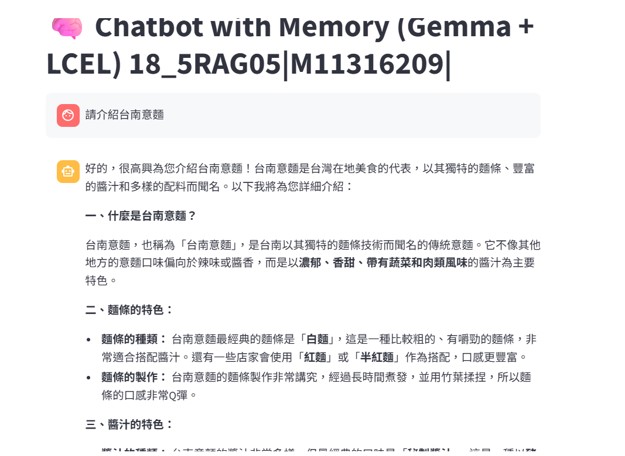 Chatbot with Memory (Gemma +
LCEL) 18_5RAG05|M11316209|
請介紹台南意麵
好的，很高興為您介紹台南意麵！台南意麵是台灣在地美食的代表，以其獨特的麵條、豐富
的醬汁和多樣的配料而聞名。以下我將為您詳細介紹：
一、什麼是台南意麵？
台南意麵，也稱為「台南意麵」，是台南以其獨特的麵條技術而聞名的傳統意麵。它不像其他
地方的意麵口味偏向於辣味或醬香，而是以濃郁、香甜、帶有蔬菜和肉類風味的醬汁為主要
特色。
二、麵條的特色：
• 麵條的種類： 台南意麵最經典的麵條是「白麵」，這是一種比較粗的、有嚼勁的麵條，非
常適合搭配醬汁。還有一些店家會使用「紅麵」或「半紅麵」作為搭配，口感更豐富。
• 麵條的製作： 台南意麵的麵條製作非常講究，經過長時間煮發，並用竹葉揉捏，所以麵
條的口感非常Q彈。
三、醬汁的特色：